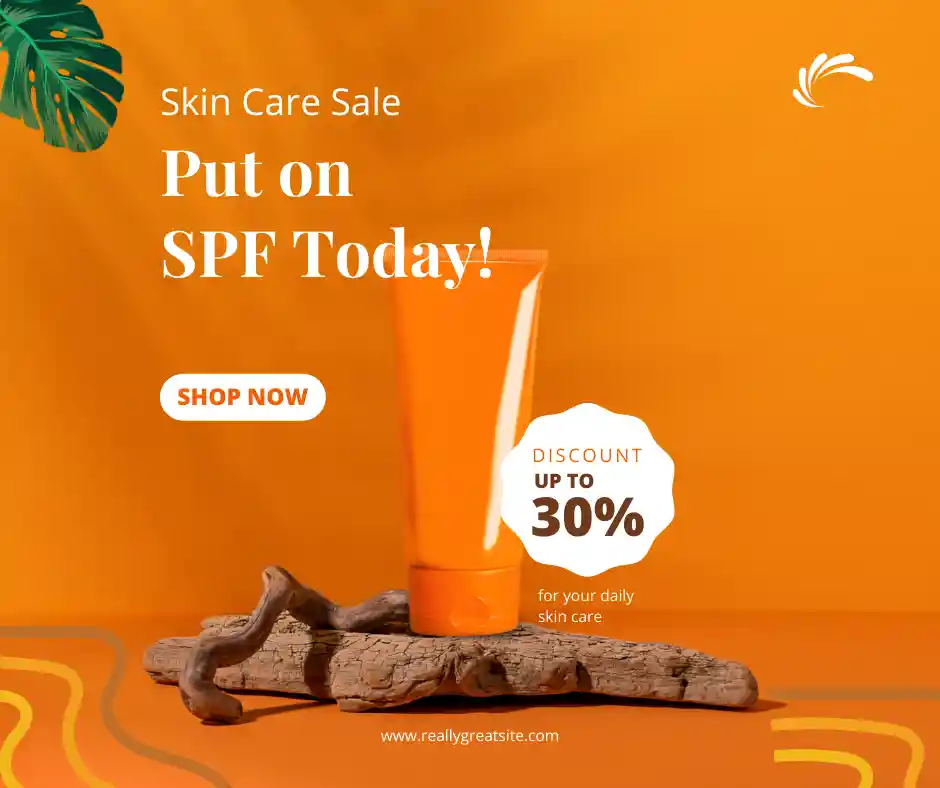 Skin Care Sale
Put on
SPF Today!
SHOP NOW
DISCOUNT
UP TO
30%
for your daily
skin care
www.reallygreatsite.com